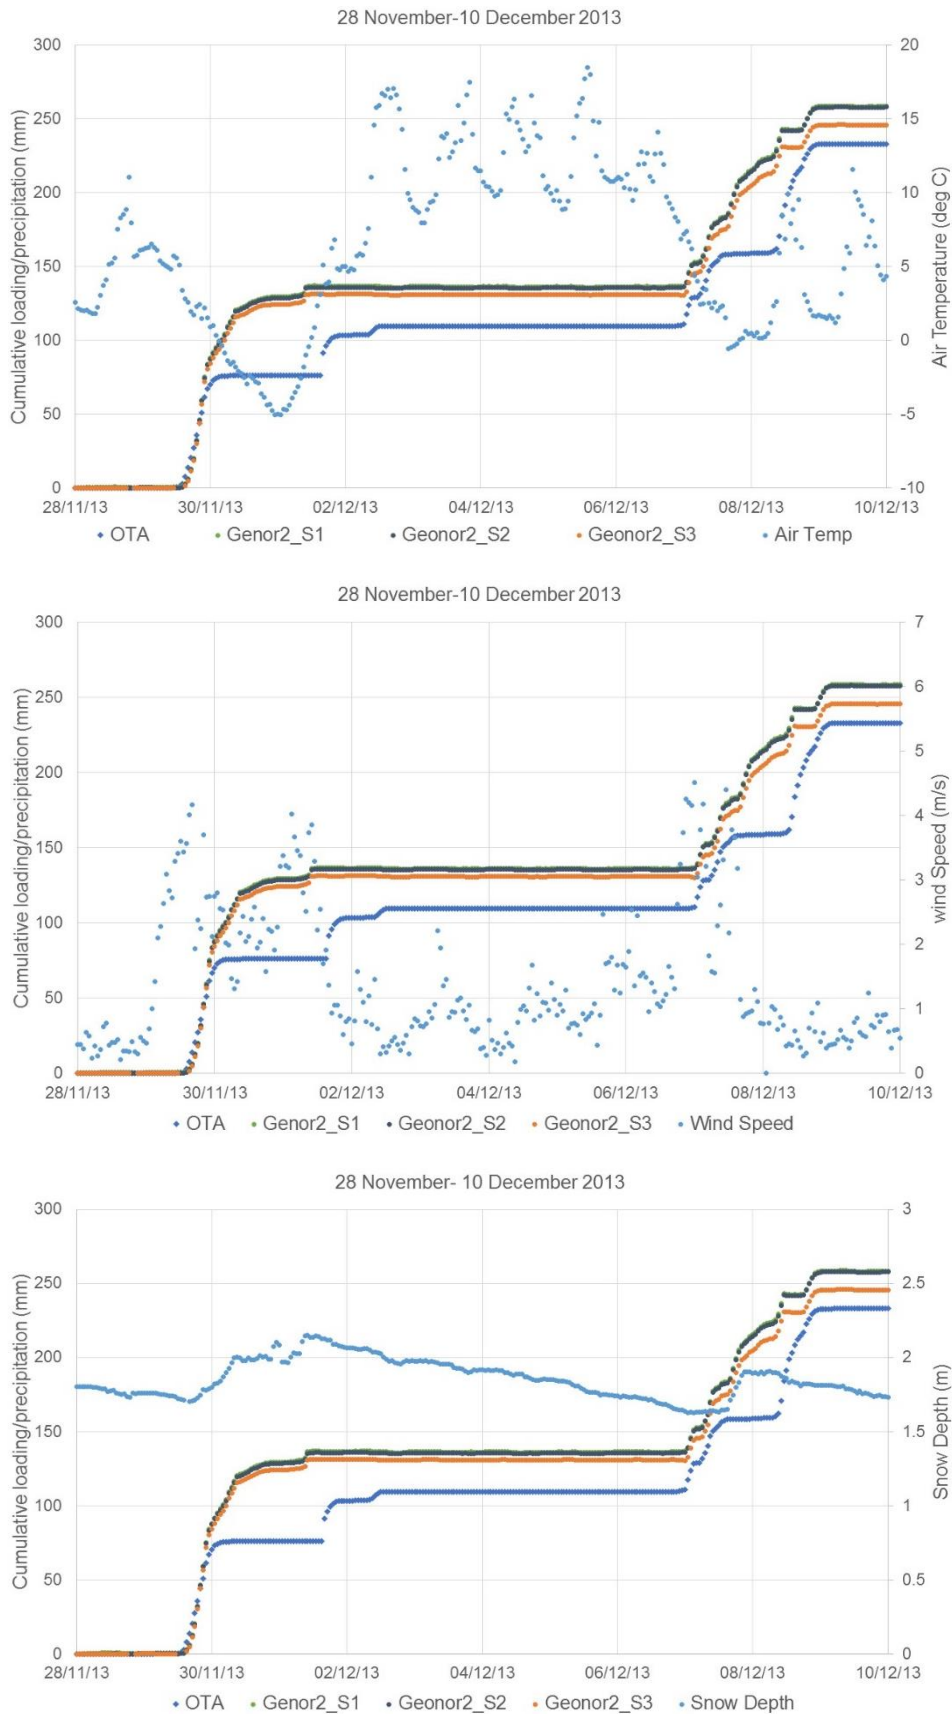 28 November-10 December 2013
300 20
250 15
200 10
150 5
100 0
50 -5
0 -10
Cumulative loading/precipitation (mm)
Air Temperature (deg C)
28/11/13 30/11/13 02/12/13 04/12/13 06/12/13 08/12/13 10/12/13
OTA Genor2_S1 Geonor2_S2 Geonor2_S3 Air Temp
28 November-10 December 2013
300 7
6
250
5
200
4
150
3
100
2
50
1
0 0
Cumulative loading/precipitation (mm)
wind Speed (m/s)
28/11/13 30/11/13 02/12/13 04/12/13 06/12/13 08/12/13 10/12/13
OTA Genor2_S1 Geonor2_S2 Geonor2_S3 Wind Speed
28 November- 10 December 2013
300 3
250 2.5
200 2
150 1.5
100 1
50 0.5
0 0
Cumulative loading/precipitation (mm)
Snow Depth (m)
28/11/13 30/11/13 02/12/13 04/12/13 06/12/13 08/12/13 10/12/13
OTA Genor2_S1 Geonor2_S2 Geonor2_S3 Snow Depth